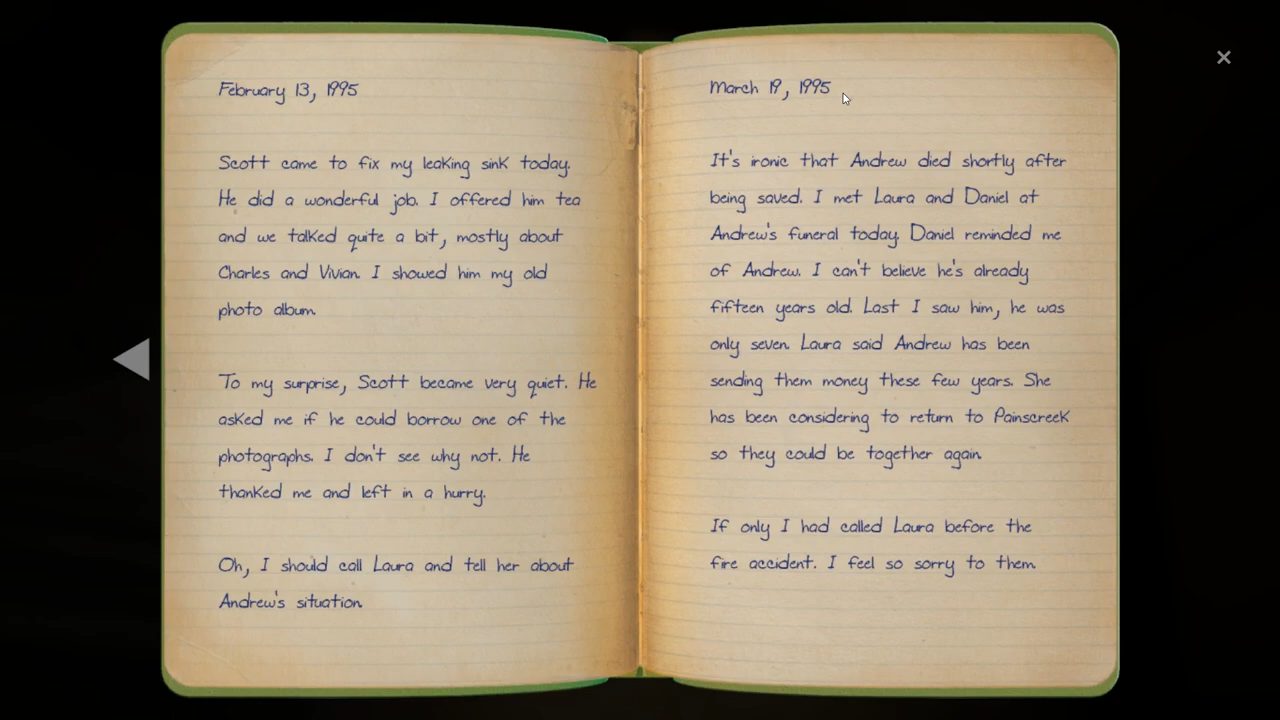 February 13, 1995
Scott came to fix my leaking sink today.
He did a wonderful job. I offered him tea
and we talked quite a bit, mostly about
Charles and Vivian. I showed him my old
photo album.
To my surprise, Scott became very quiet. He
asked me if he could borrow one of the
photographs. I don't see why not. He
thanked me and left in a hurry.
Oh, I should call Laura and tell her about
Andrew's situation.
March 19, 1995
It's ironic that Andrew died shortly after
being saved. I met Laura and Daniel at
Andrew's funeral today. Daniel reminded me
of Andrew. I can't believe he's already
fifteen years old. Last I saw him, he was
only seven. Laura said Andrew has been
sending them money these few years. She
has been considering to return to Painscreek
so they could be together again.
If only I had called Laura before the
fire accident. I feel so sorry to them.